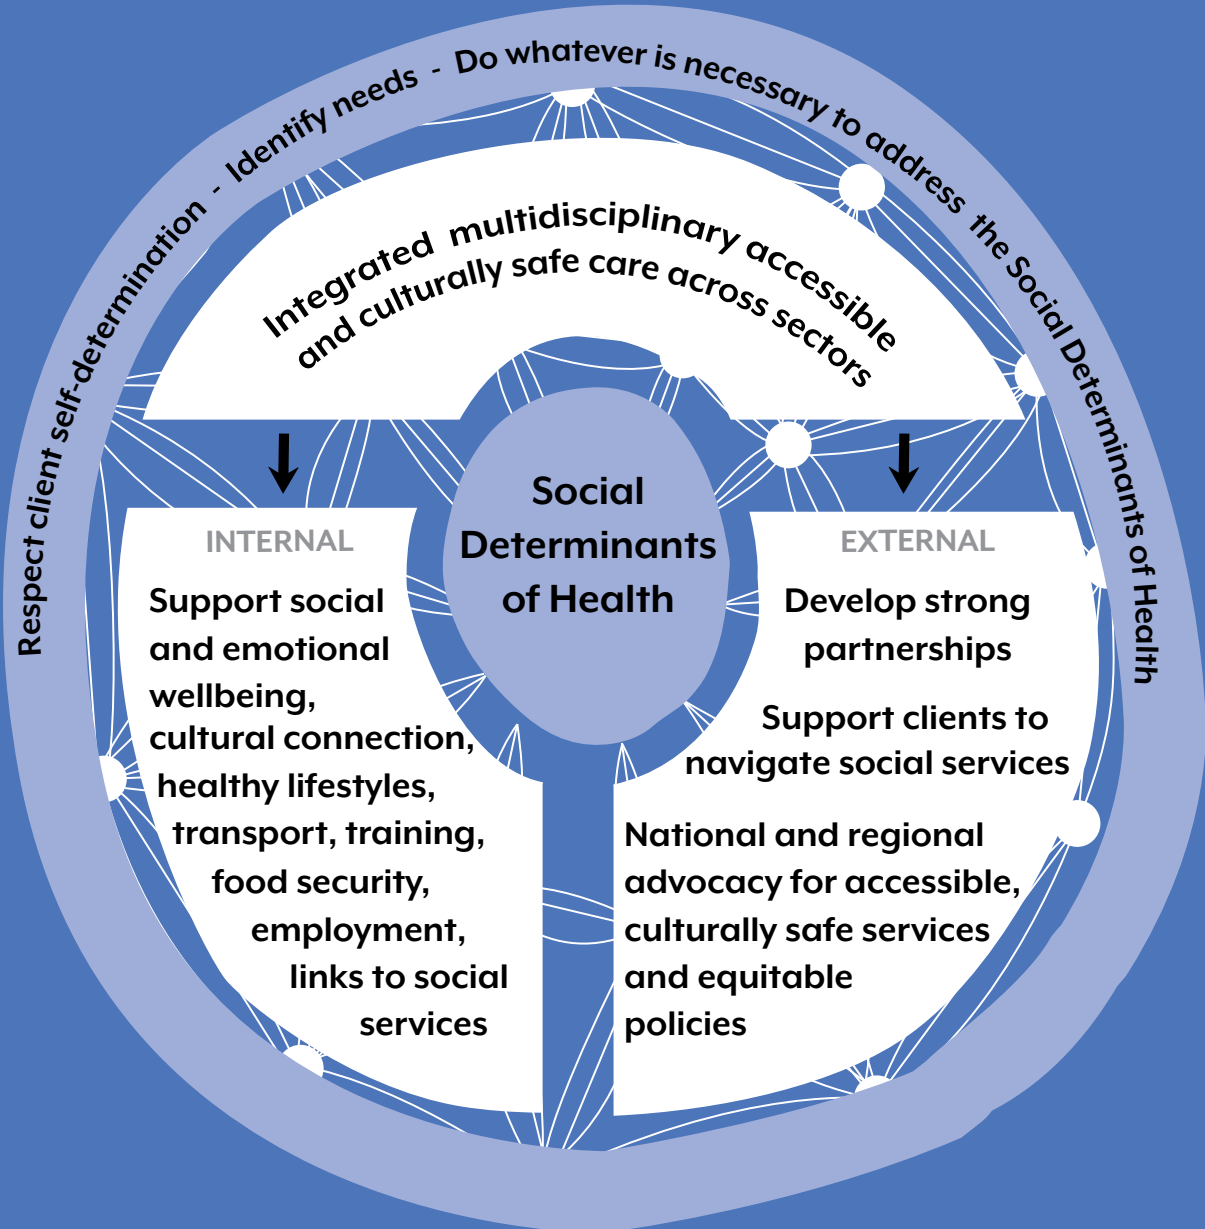 Respect client self-determination - Identify needs - Do whatever is necessary to address the Social Determinants of Health
Integrated multidisciplinary accessible
and culturally safe care across sectors
Social
Determinants
of Health
INTERNAL
Support social
and emotional
wellbeing,
cultural connection,
healthy lifestyles,
transport, training,
food security,
employment,
links to social
services
EXTERNAL
Develop strong
partnerships
Support clients to
navigate social services
National and regional
advocacy for accessible,
culturally safe services
and equitable
policies